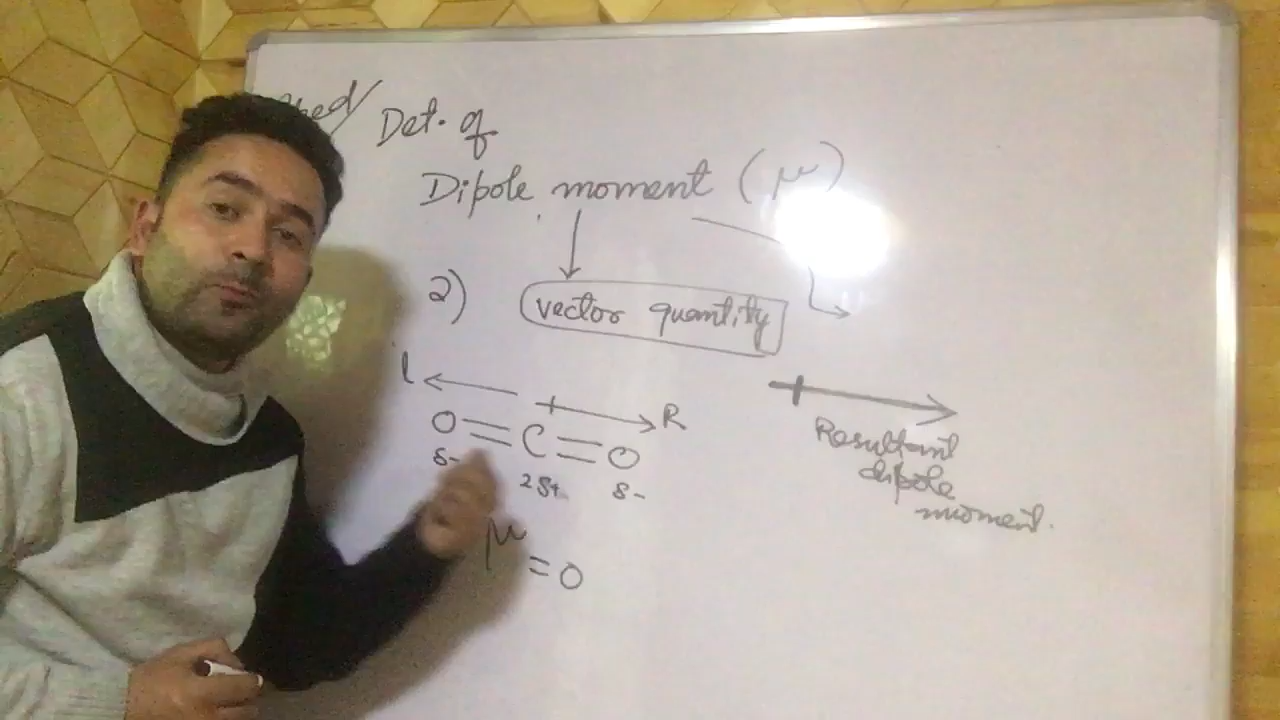 Det. of
Dipole moment (μ)
2)
vector quantity
l
R
O=C=O
δ- 2δ+ δ-
μ
=0
Resultant
dipole
moment.